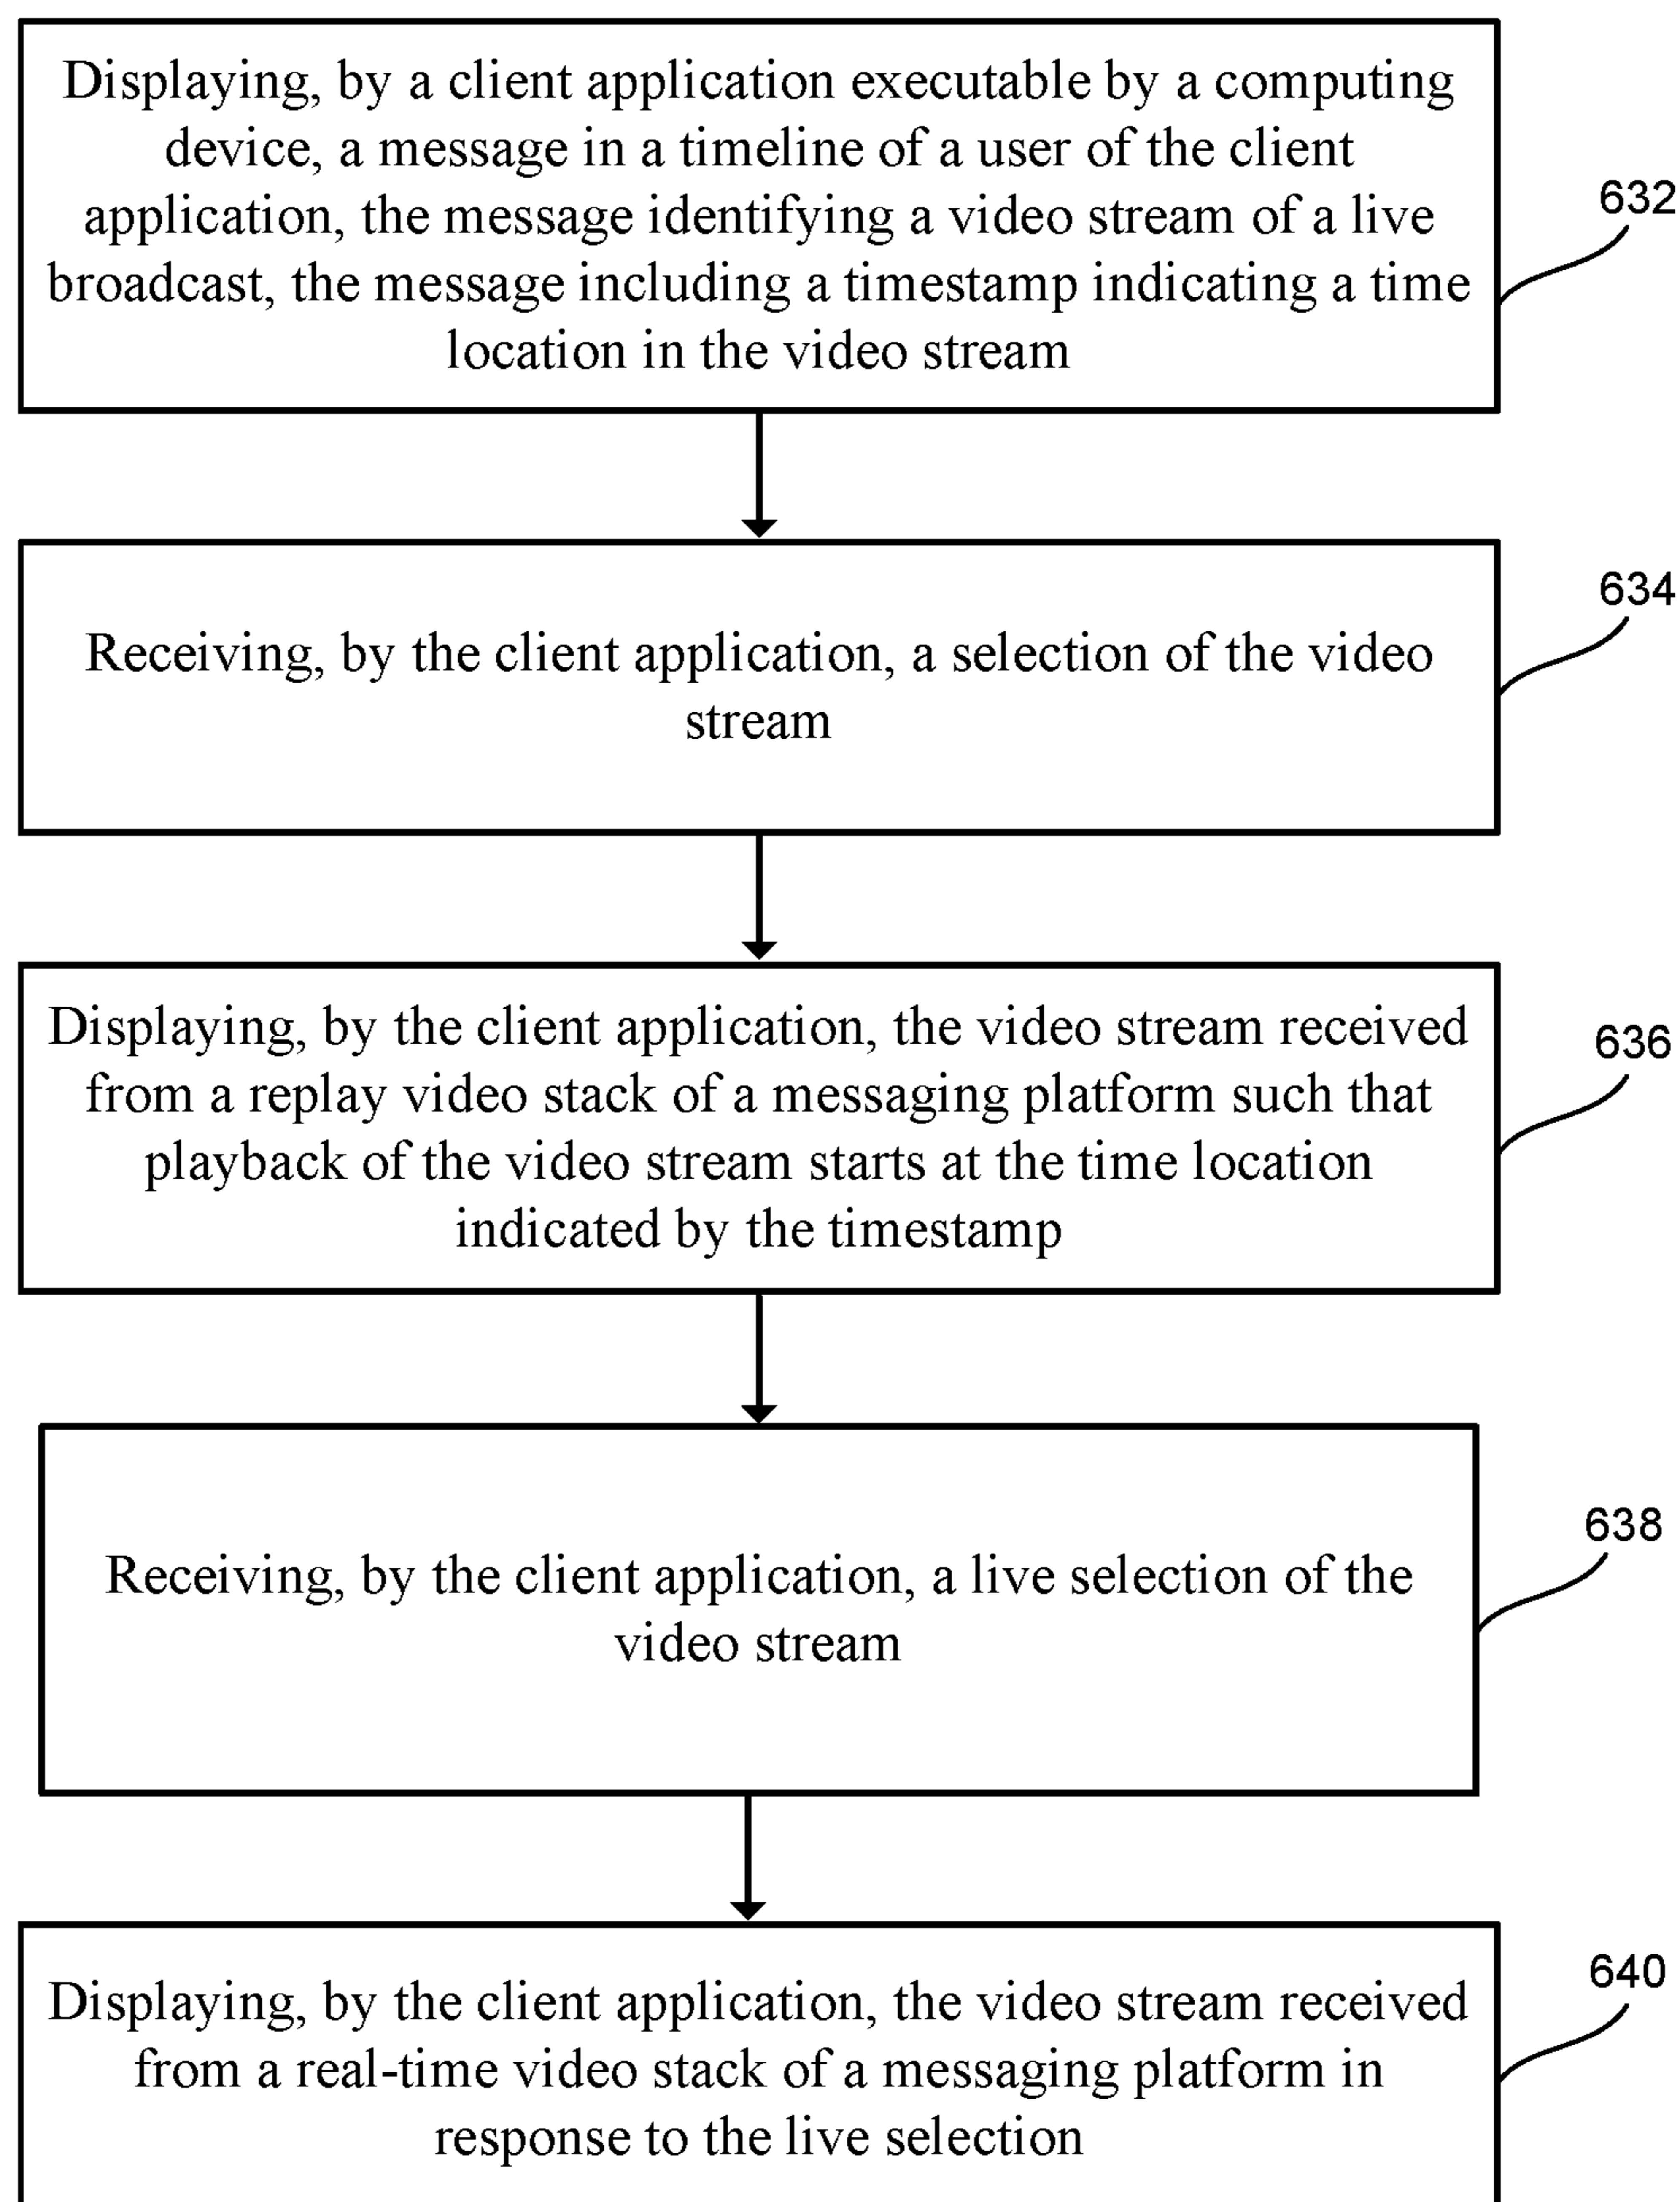 Displaying, by a client application executable by a computing
device, a message in a timeline of a user of the client
application, the message identifying a video stream of a live
broadcast, the message including a timestamp indicating a time
location in the video stream
632
Receiving, by the client application, a selection of the video
stream
634
Displaying, by the client application, the video stream received
from a replay video stack of a messaging platform such that
playback of the video stream starts at the time location
indicated by the timestamp
636
Receiving, by the client application, a live selection of the
video stream
638
Displaying, by the client application, the video stream received
from a real-time video stack of a messaging platform in
response to the live selection
640